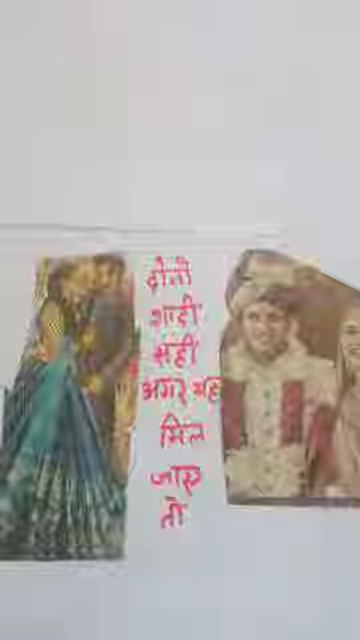 दोनो
शादी
सही
अगर यह
मिल
जाए
तो